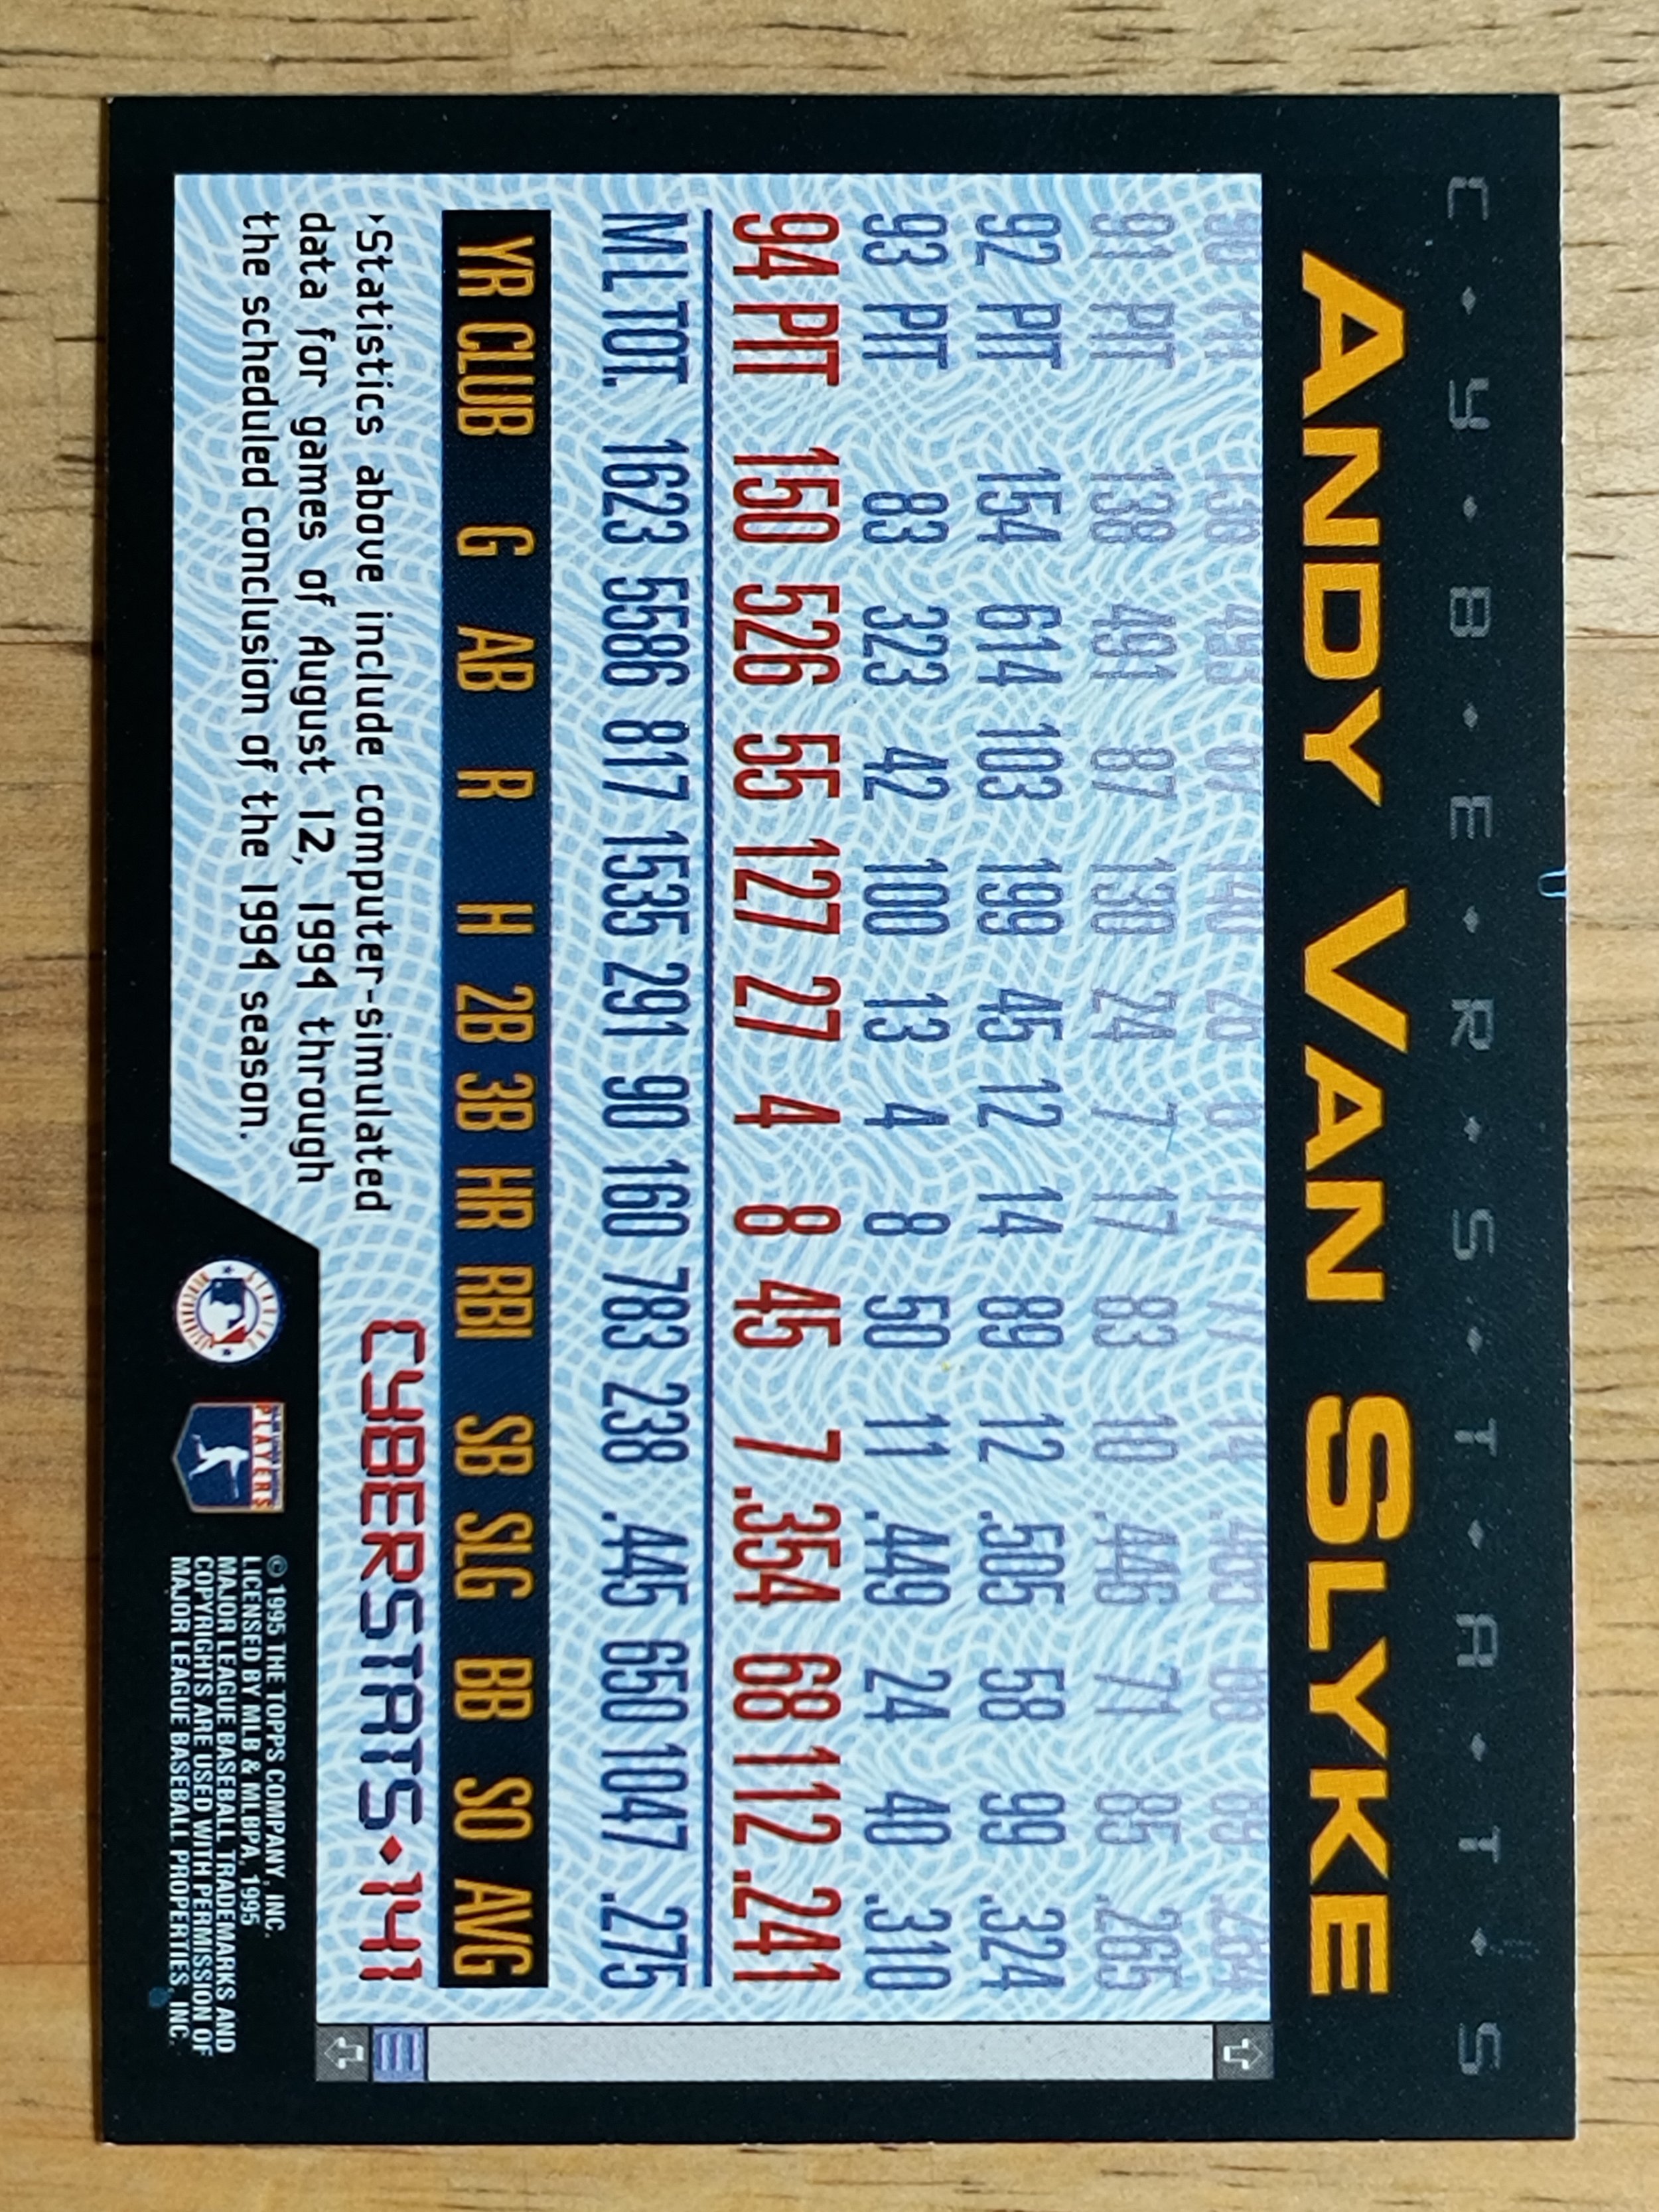 C·Y·B·E·R·S·T·A·T·S
ANDY VAN SLYKE
91 PIT 138 491 87 130 24 7 17 83 10 .446 71 85 .265
92 PIT 154 614 103 199 45 12 14 89 12 .505 58 99 .324
93 PIT 83 323 42 100 13 4 8 50 11 .449 24 40 .310
94 PIT 150 526 55 127 27 4 8 45 7 .354 68 112 .241
M L TOT. 1623 5586 817 1535 291 90 160 783 238 .445 650 1047 .275
YR CLUB G AB R H 2B 3B HR RBI SB SLG BB SO AVG
CYBERSTATS♦141
Statistics above include computer-simulated
data for games of August 12, 1994 through
the scheduled conclusion of the 1994 season.
PLAYERS
© 1995 THE TOPPS COMPANY, INC.
LICENSED BY MLB & MLBPA, 1995
MAJOR LEAGUE BASEBALL TRADEMARKS AND
COPYRIGHTS ARE USED WITH PERMISSION OF
MAJOR LEAGUE BASEBALL PROPERTIES, INC.